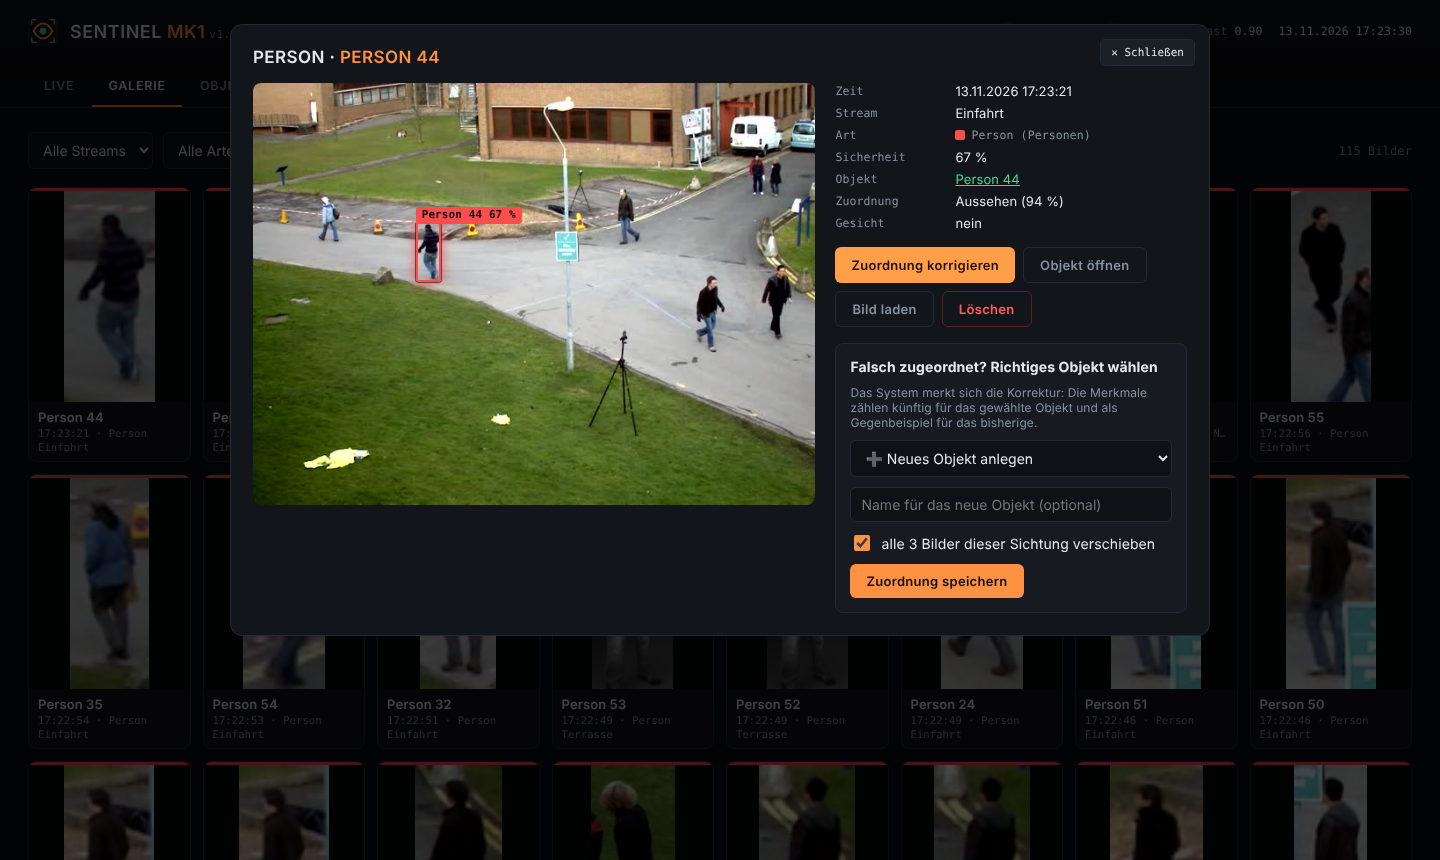 SENTINEL MK1 v1.
ast 0.90 13.11.2026 17:23:30
LIVE GALERIE OBJ
Alle Streams
Alle Arte
115 Bilder
PERSON · PERSON 44
× Schließen
Person 44 67 %
Zeit 13.11.2026 17:23:21
Stream Einfahrt
Art Person (Personen)
Sicherheit 67 %
Objekt Person 44
Zuordnung Aussehen (94 %)
Gesicht nein
Zuordnung korrigieren
Objekt öffnen
Bild laden
Löschen
Falsch zugeordnet? Richtiges Objekt wählen
Das System merkt sich die Korrektur: Die Merkmale
zählen künftig für das gewählte Objekt und als
Gegenbeispiel für das bisherige.
➕ Neues Objekt anlegen
Name für das neue Objekt (optional)
alle 3 Bilder dieser Sichtung verschieben
Zuordnung speichern
Person 44
17:23:21 · Person
Einfahrt
Pe
17:
Ei
N…
Person 55
17:22:56 · Person
Einfahrt
Person 35
17:22:54 · Person
Einfahrt
Person 54
17:22:53 · Person
Einfahrt
Person 32
17:22:51 · Person
Einfahrt
Person 53
17:22:49 · Person
Terrasse
Person 52
17:22:49 · Person
Terrasse
Person 24
17:22:49 · Person
Einfahrt
Person 51
17:22:46 · Person
Einfahrt
Person 50
17:22:46 · Person
Einfahrt